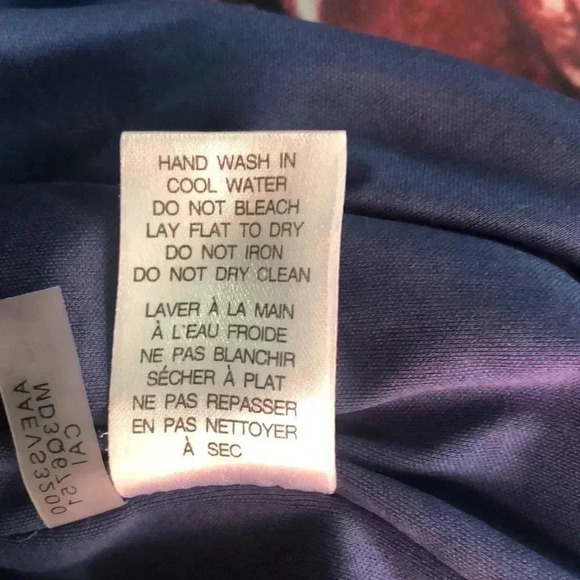 HAND WASH IN
COOL WATER
DO NOT BLEACH
LAY FLAT TO DRY
DO NOT IRON
DO NOT DRY CLEAN
LAVER À LA MAIN
À L'EAU FROIDE
NE PAS BLANCHIR
SÉCHER À PLAT
NE PAS REPASSER
EN PAS NETTOYER
À SEC